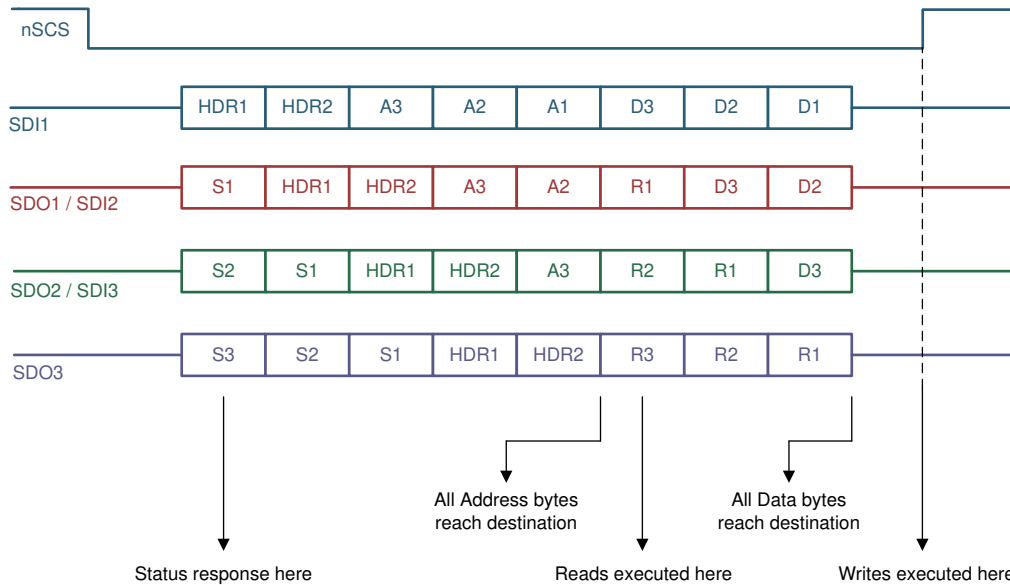 nSCS
HDR1 HDR2 A3 A2 A1 D3 D2 D1
SDI1
S1 HDR1 HDR2 A3 A2 R1 D3 D2
SDO1 / SDI2
S2 S1 HDR1 HDR2 A3 R2 R1 D3
SDO2 / SDI3
S3 S2 S1 HDR1 HDR2 R3 R2 R1
SDO3
All Address bytes
reach destination
All Data bytes
reach destination
Status response here
Reads executed here
Writes executed here